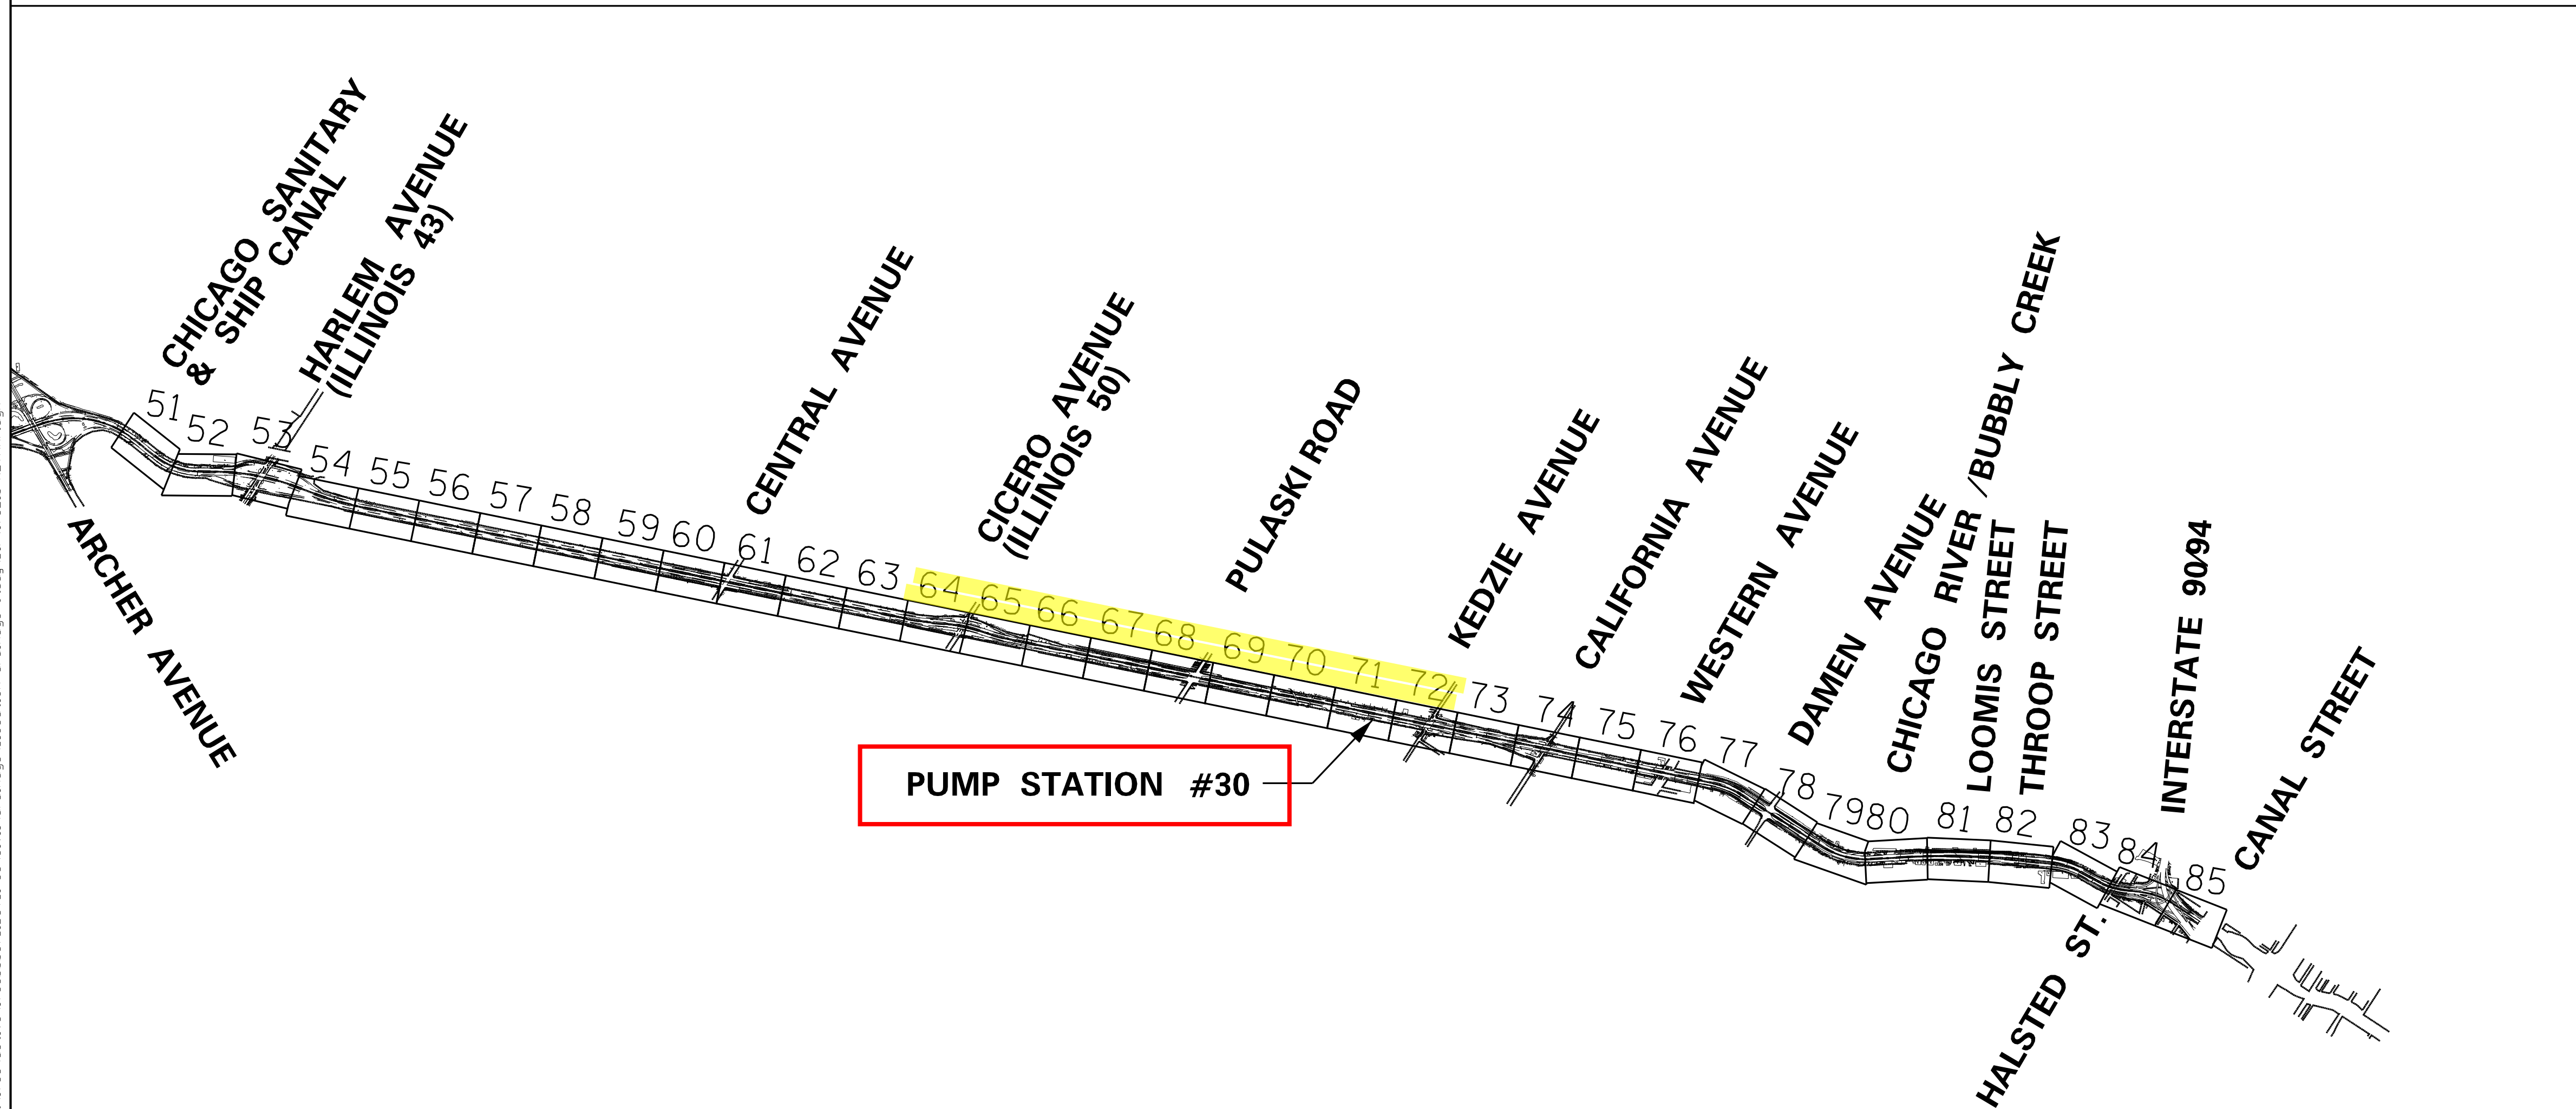 CHICAGO SANITARY
& SHIP CANAL
HARLEM AVENUE
(ILLINOIS 43)
CENTRAL AVENUE
CICERO AVENUE
(ILLINOIS 50)
PULASKI ROAD
KEDZIE AVENUE
CALIFORNIA AVENUE
WESTERN AVENUE
DAMEN AVENUE
CHICAGO RIVER /BUBBLY CREEK
LOOMIS STREET
THROOP STREET
INTERSTATE 90/94
CANAL STREET
51
52
53
54
55
56
57
58
59
60
61
62
63
64
65
66
67
68
69
70
71
72
73
74
75
76
77
78
79
80
81
82
83
84
85
ARCHER AVENUE
PUMP STATION #30
HALSTED ST.